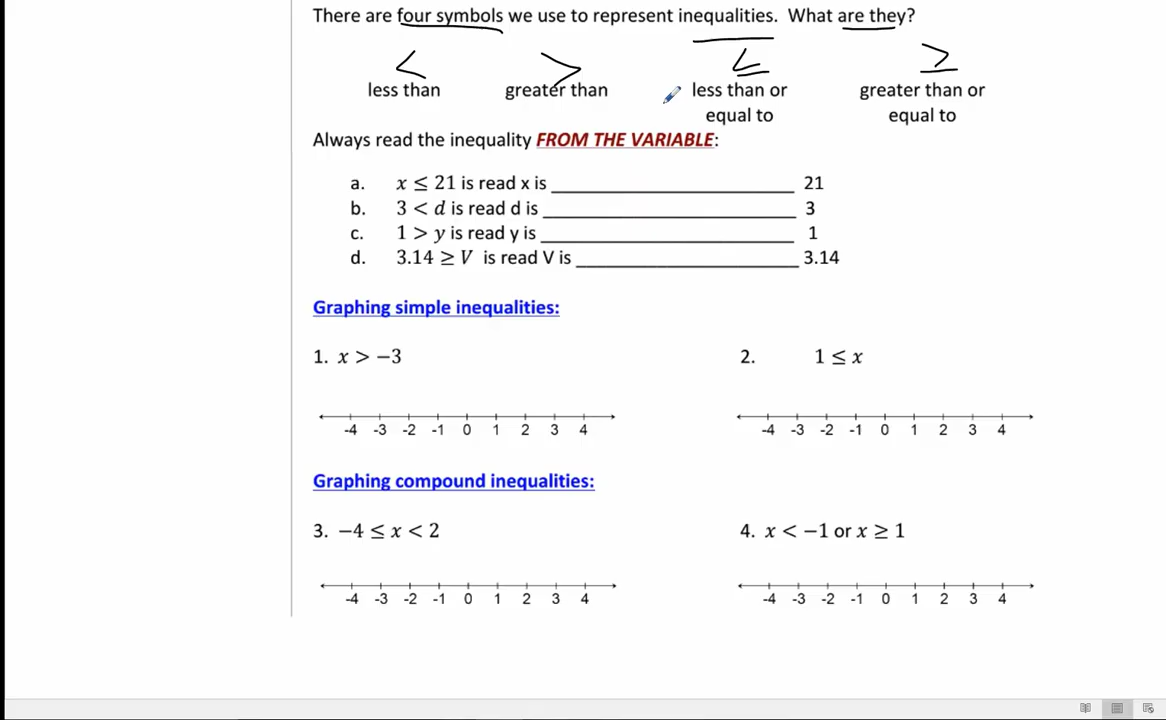 There are four symbols we use to represent inequalities. What are they?
< > ≤ ≥
less than greater than less than or equal to greater than or equal to
Always read the inequality FROM THE VARIABLE:
a. x ≤ 21 is read x is ______________________ 21
b. 3 < d is read d is ______________________ 3
c. 1 > y is read y is ______________________ 1
d. 3.14 ≥ V is read V is ____________________ 3.14
Graphing simple inequalities:
1. x > −3 2. 1 ≤ x
-4 -3 -2 -1 0 1 2 3 4 -4 -3 -2 -1 0 1 2 3 4
Graphing compound inequalities:
3. −4 ≤ x < 2 4. x < −1 or x ≥ 1
-4 -3 -2 -1 0 1 2 3 4 -4 -3 -2 -1 0 1 2 3 4